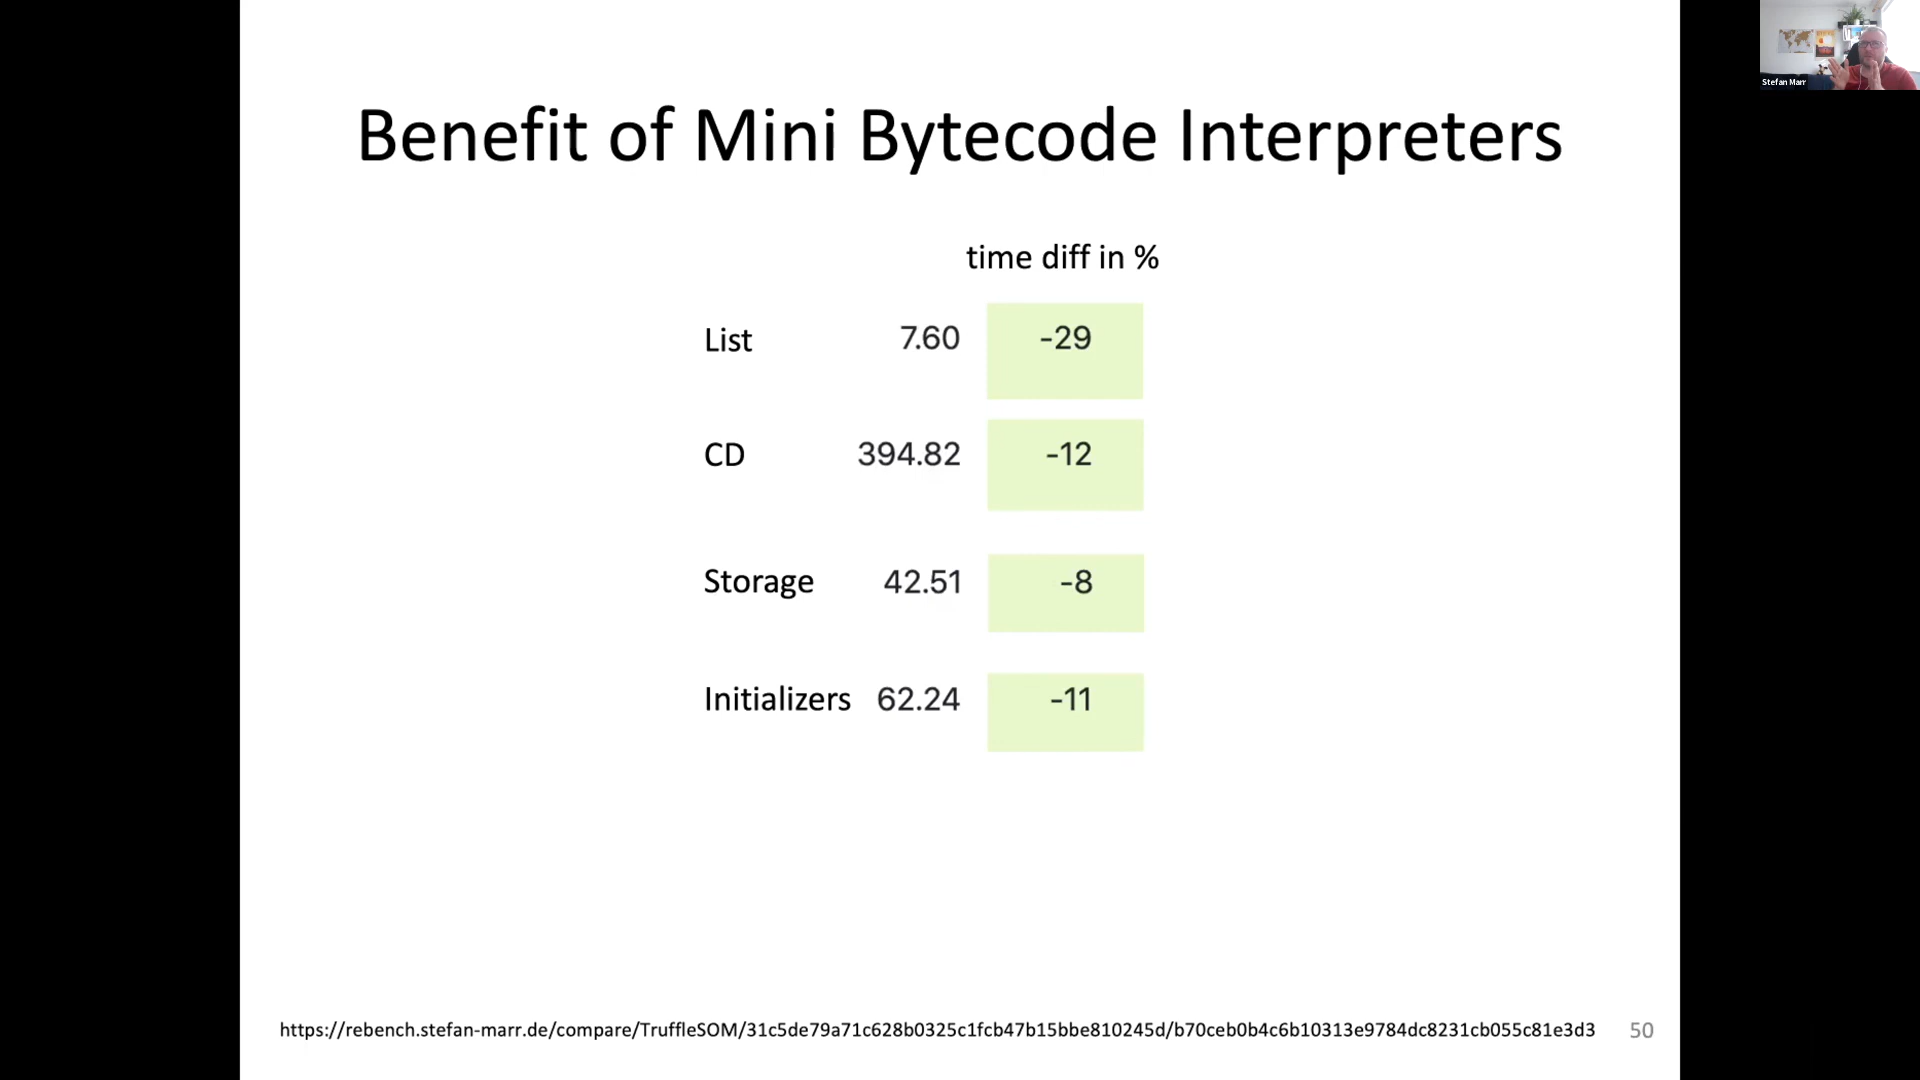 Stefan Marr
Benefit of Mini Bytecode Interpreters
time diff in %
List 7.60 -29
CD 394.82 -12
Storage 42.51 -8
Initializers 62.24 -11
https://rebench.stefan-marr.de/compare/TruffleSOM/31c5de79a71c628b0325c1fcb47b15bbe810245d/b70ceb0b4c6b10313e9784dc8231cb055c81e3d3 50